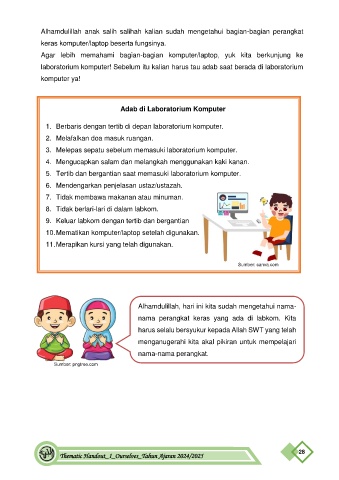 Alhamdulillah anak salih salihah kalian sudah mengetahui bagian-bagian perangkat
keras komputer/laptop beserta fungsinya.
Agar lebih memahami bagian-bagian komputer/laptop, yuk kita berkunjung ke
laboratorium komputer! Sebelum itu kalian harus tau adab saat berada di laboratorium
komputer ya!
Adab di Laboratorium Komputer
1. Berbaris dengan tertib di depan laboratorium komputer.
2. Melafalkan doa masuk ruangan.
3. Melepas sepatu sebelum memasuki laboratorium komputer.
4. Mengucapkan salam dan melangkah menggunakan kaki kanan.
5. Tertib dan bergantian saat memasuki laboratorium komputer.
6. Mendengarkan penjelasan ustaz/ustazah.
7. Tidak membawa makanan atau minuman.
8. Tidak berlari-lari di dalam labkom.
9. Keluar labkom dengan tertib dan bergantian
10. Mematikan komputer/laptop setelah digunakan.
11. Merapikan kursi yang telah digunakan.
Sumber: canva.com
Alhamdulillah, hari ini kita sudah mengetahui nama-
nama perangkat keras yang ada di labkom. Kita
harus selalu bersyukur kepada Allah SWT yang telah
menganugerahi kita akal pikiran untuk mempelajari
nama-nama perangkat.
Sumber: pngtree.com
Thematic Handout_1_Ourselves_Tahun Ajaran 2024/2025
28